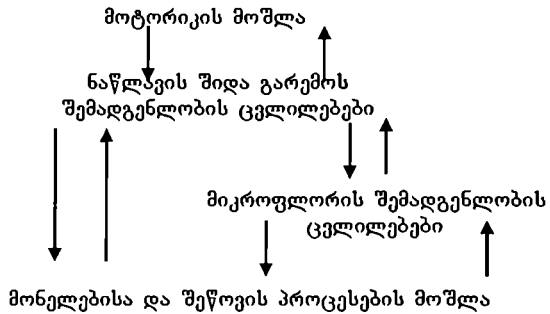 მოტორიკის მოშლა
ნაწლავის შიდა გარემოს
შემადგენლობის ცვლილებები
მიკროფლორის შემადგენლობის
ცვლილებები
მონელებისა და შეწოვის პროცესების მოშლა